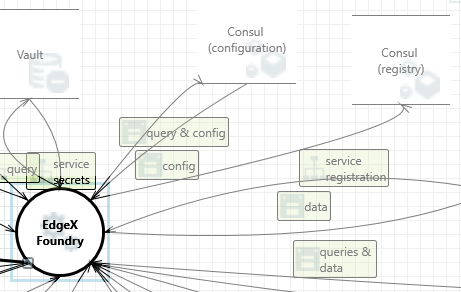 Vault
Consul
(configuration)
Consul
(registry)
query & config
config
query
service
secrets
service
registration
data
EdgeX
Foundry
queries &
data